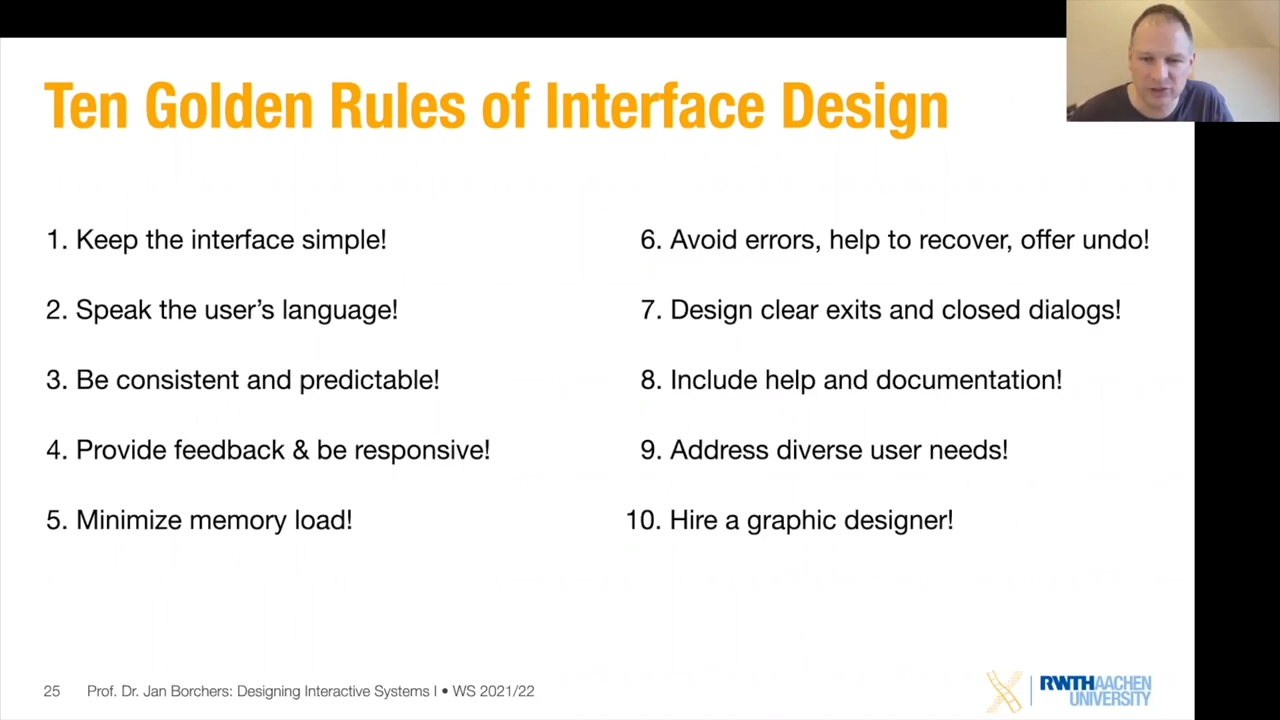 Ten Golden Rules of Interface Design
1. Keep the interface simple!
2. Speak the user’s language!
3. Be consistent and predictable!
4. Provide feedback & be responsive!
5. Minimize memory load!
6. Avoid errors, help to recover, offer undo!
7. Design clear exits and closed dialogs!
8. Include help and documentation!
9. Address diverse user needs!
10. Hire a graphic designer!
25 Prof. Dr. Jan Borchers: Designing Interactive Systems I • WS 2021/22
RWTHAACHEN
UNIVERSITY